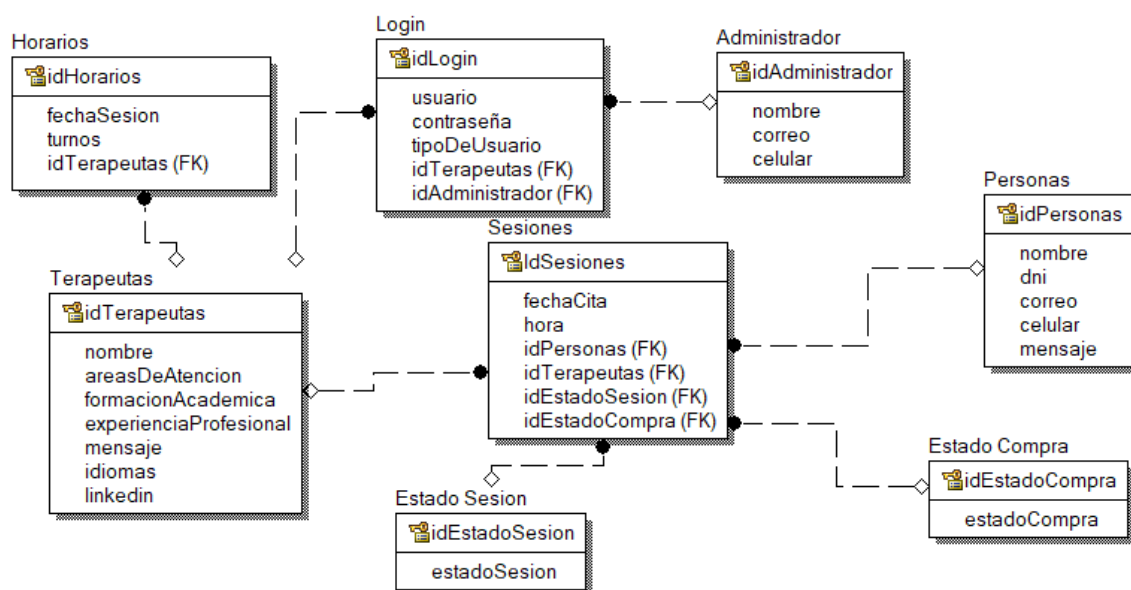 Horarios
idHorarios
fechaSesion
turnos
idTerapeutas (FK)
Login
idLogin
usuario
contraseña
tipoDeUsuario
idTerapeutas (FK)
idAdministrador (FK)
Administrador
idAdministrador
nombre
correo
celular
Personas
idPersonas
nombre
dni
correo
celular
mensaje
Sesiones
IdSesiones
fechaCita
hora
idPersonas (FK)
idTerapeutas (FK)
idEstadoSesion (FK)
idEstadoCompra (FK)
Terapeutas
idTerapeutas
nombre
areasDeAtencion
formacionAcademica
experienciaProfesional
mensaje
idiomas
linkedin
Estado Sesion
idEstadoSesion
estadoSesion
Estado Compra
idEstadoCompra
estadoCompra